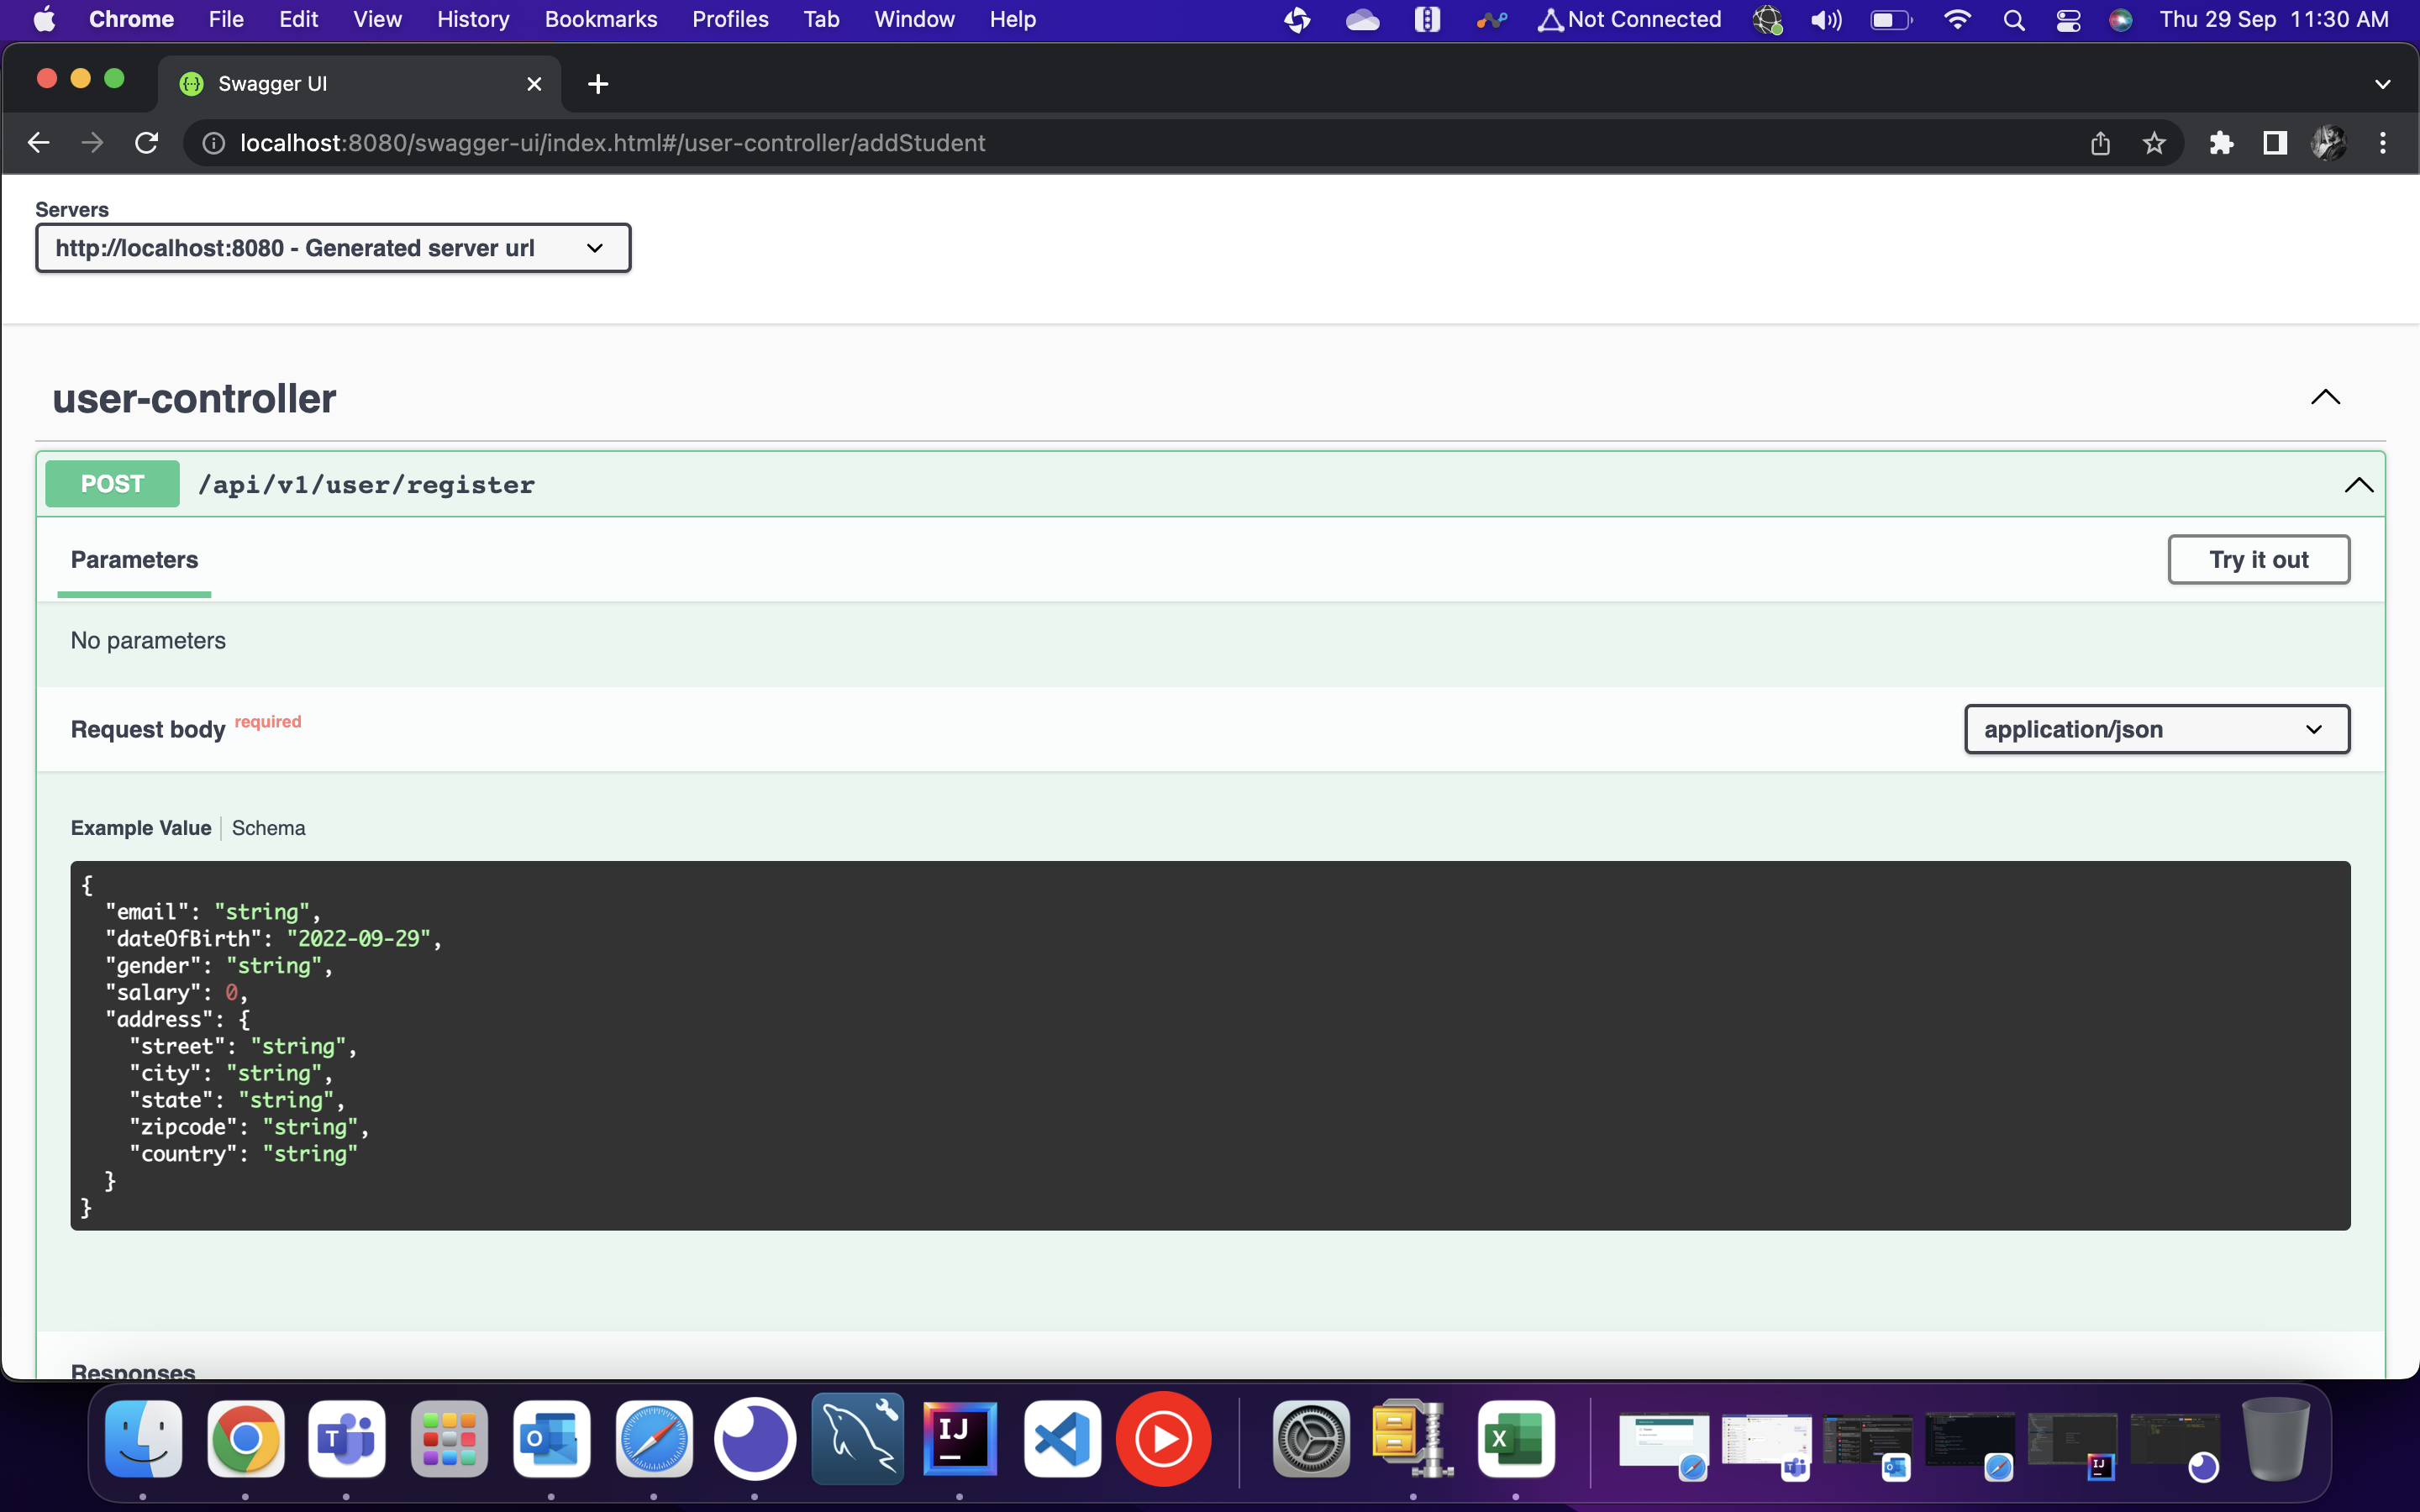 Chrome File Edit View History Bookmarks Profiles Tab Window Help Not Connected Thu 29 Sep 11:30 AM
Swagger UI
localhost:8080/swagger-ui/index.html#/user-controller/addStudent
Servers
http://localhost:8080 - Generated server url
user-controller
POST /api/v1/user/register
Parameters Try it out
No parameters
Request body required application/json
Example Value Schema
{
"email": "string",
"dateOfBirth": "2022-09-29",
"gender": "string",
"salary": 0,
"address": {
"street": "string",
"city": "string",
"state": "string",
"zipcode": "string",
"country": "string"
}
}
Responses
T O IJ X